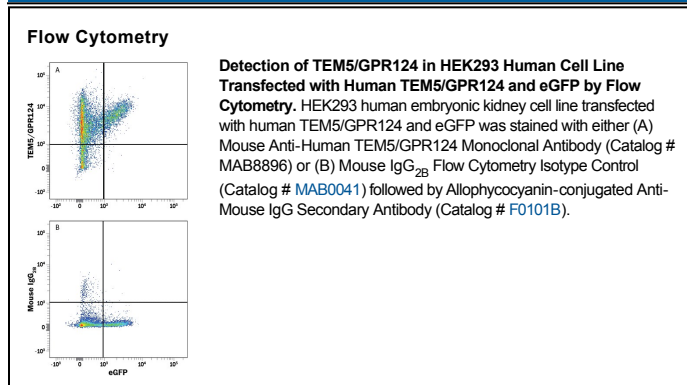 Flow Cytometry
A
TEM5/GPR124
B
Mouse IgG2B
eGFP
Detection of TEM5/GPR124 in HEK293 Human Cell Line
Transfected with Human TEM5/GPR124 and eGFP by Flow
Cytometry. HEK293 human embryonic kidney cell line transfected
with human TEM5/GPR124 and eGFP was stained with either (A)
Mouse Anti-Human TEM5/GPR124 Monoclonal Antibody (Catalog #
MAB8896) or (B) Mouse IgG2B Flow Cytometry Isotype Control
(Catalog # MAB0041) followed by Allophycocyanin-conjugated Anti-
Mouse IgG Secondary Antibody (Catalog # F0101B).